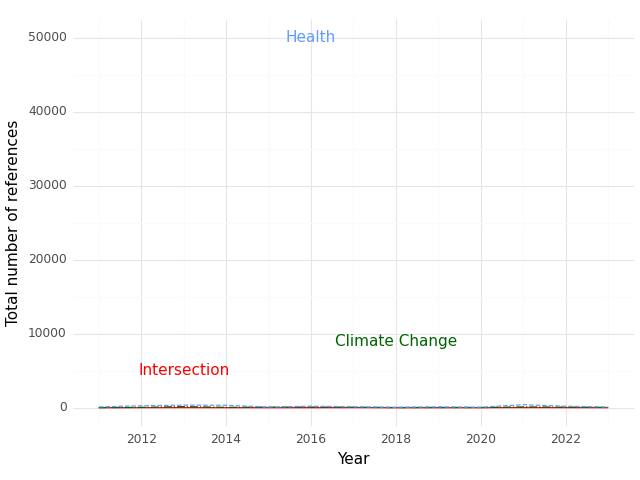 Health
Climate Change
Intersection
50000
40000
30000
20000
10000
0
2012
2014
2016
2018
2020
2022
Year
Total number of references